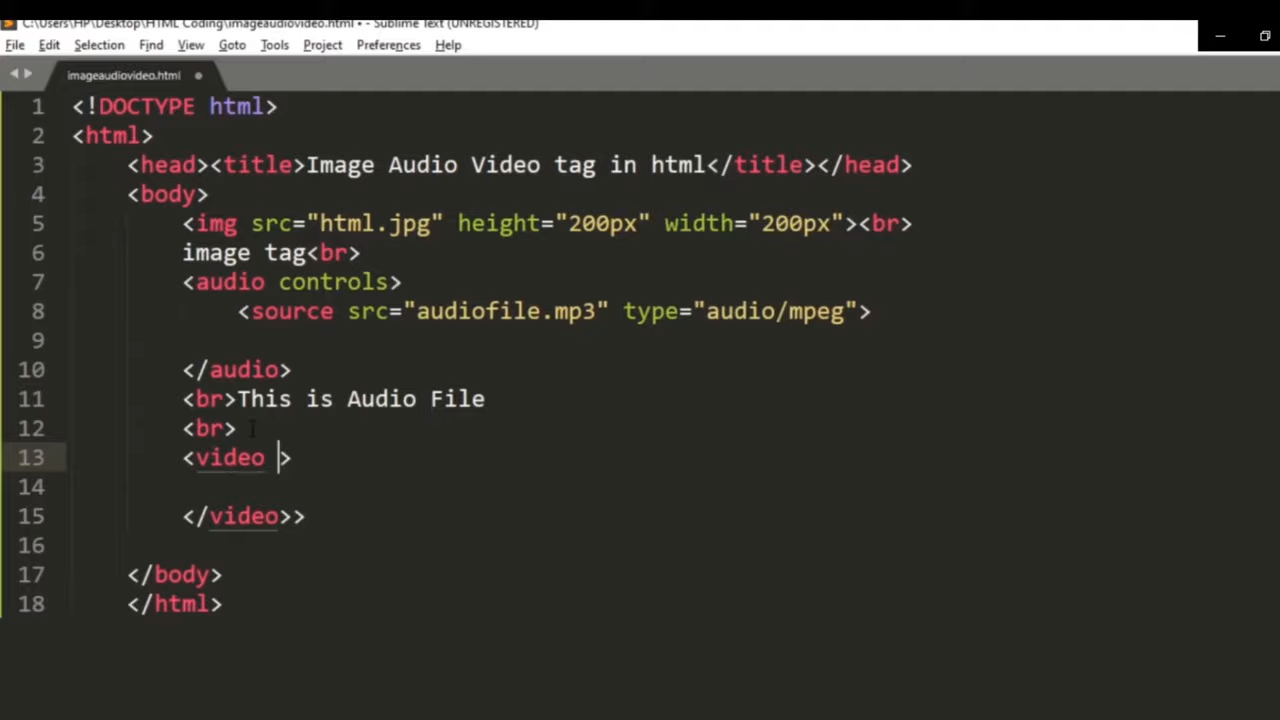 C:\Users\HP\Desktop\HTML Coding\imageaudiovideo.html • - Sublime Text (UNREGISTERED)
File Edit Selection Find View Goto Tools Project Preferences Help
imageaudiovideo.html
1 <!DOCTYPE html>
2 <html>
3 <head><title>Image Audio Video tag in html</title></head>
4 <body>
5 <img src="html.jpg" height="200px" width="200px"><br>
6 image tag<br>
7 <audio controls>
8 <source src="audiofile.mp3" type="audio/mpeg">
9
10 </audio>
11 <br>This is Audio File
12 <br>
13 <video >
14
15 </video>>
16
17 </body>
18 </html>